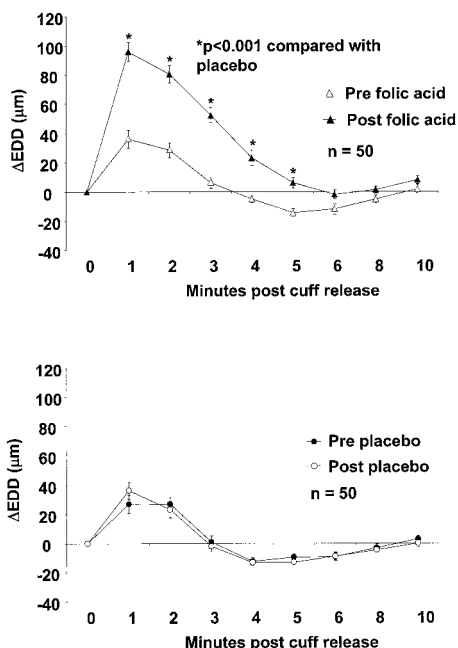 120
100
80
60
40
20
0
-20
-40
ΔEDD (μm)
*p<0.001 compared with
placebo
*
*
*
*
*
Pre folic acid
Post folic acid
n = 50
0 1 2 3 4 5 6 8 10
Minutes post cuff release
120
100
80
60
40
20
0
-20
-40
ΔEDD (μm)
Pre placebo
Post placebo
n = 50
0 1 2 3 4 5 6 8 10
Minutes post cuff release